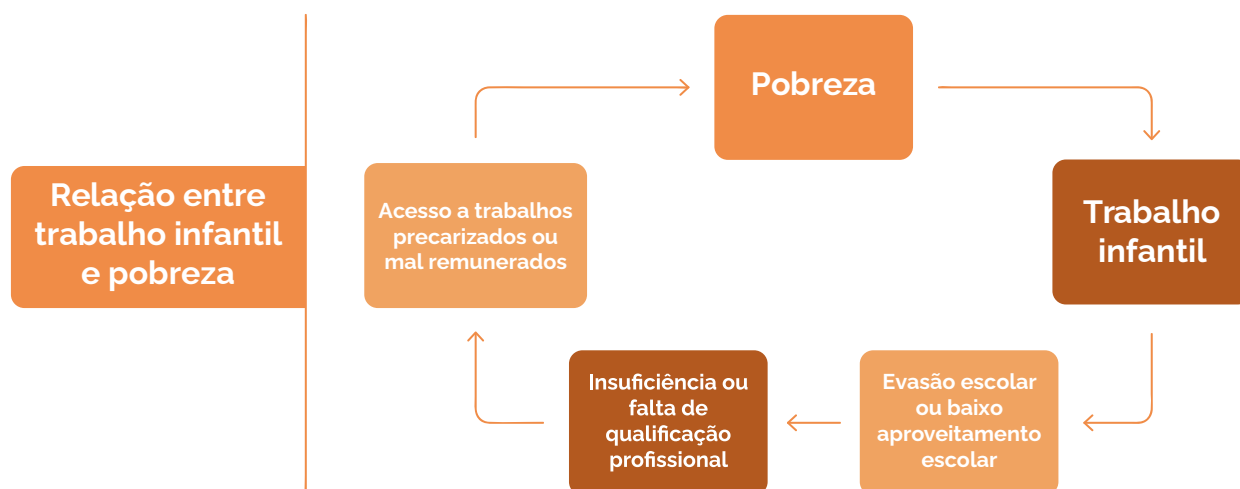 Relação entre
trabalho infantil
e pobreza
Pobreza
Trabalho
infantil
Evasão escolar
ou baixo
aproveitamento
escolar
Insuficiência ou
falta de
qualificação
profissional
Acesso a trabalhos
precarizados ou
mal remunerados